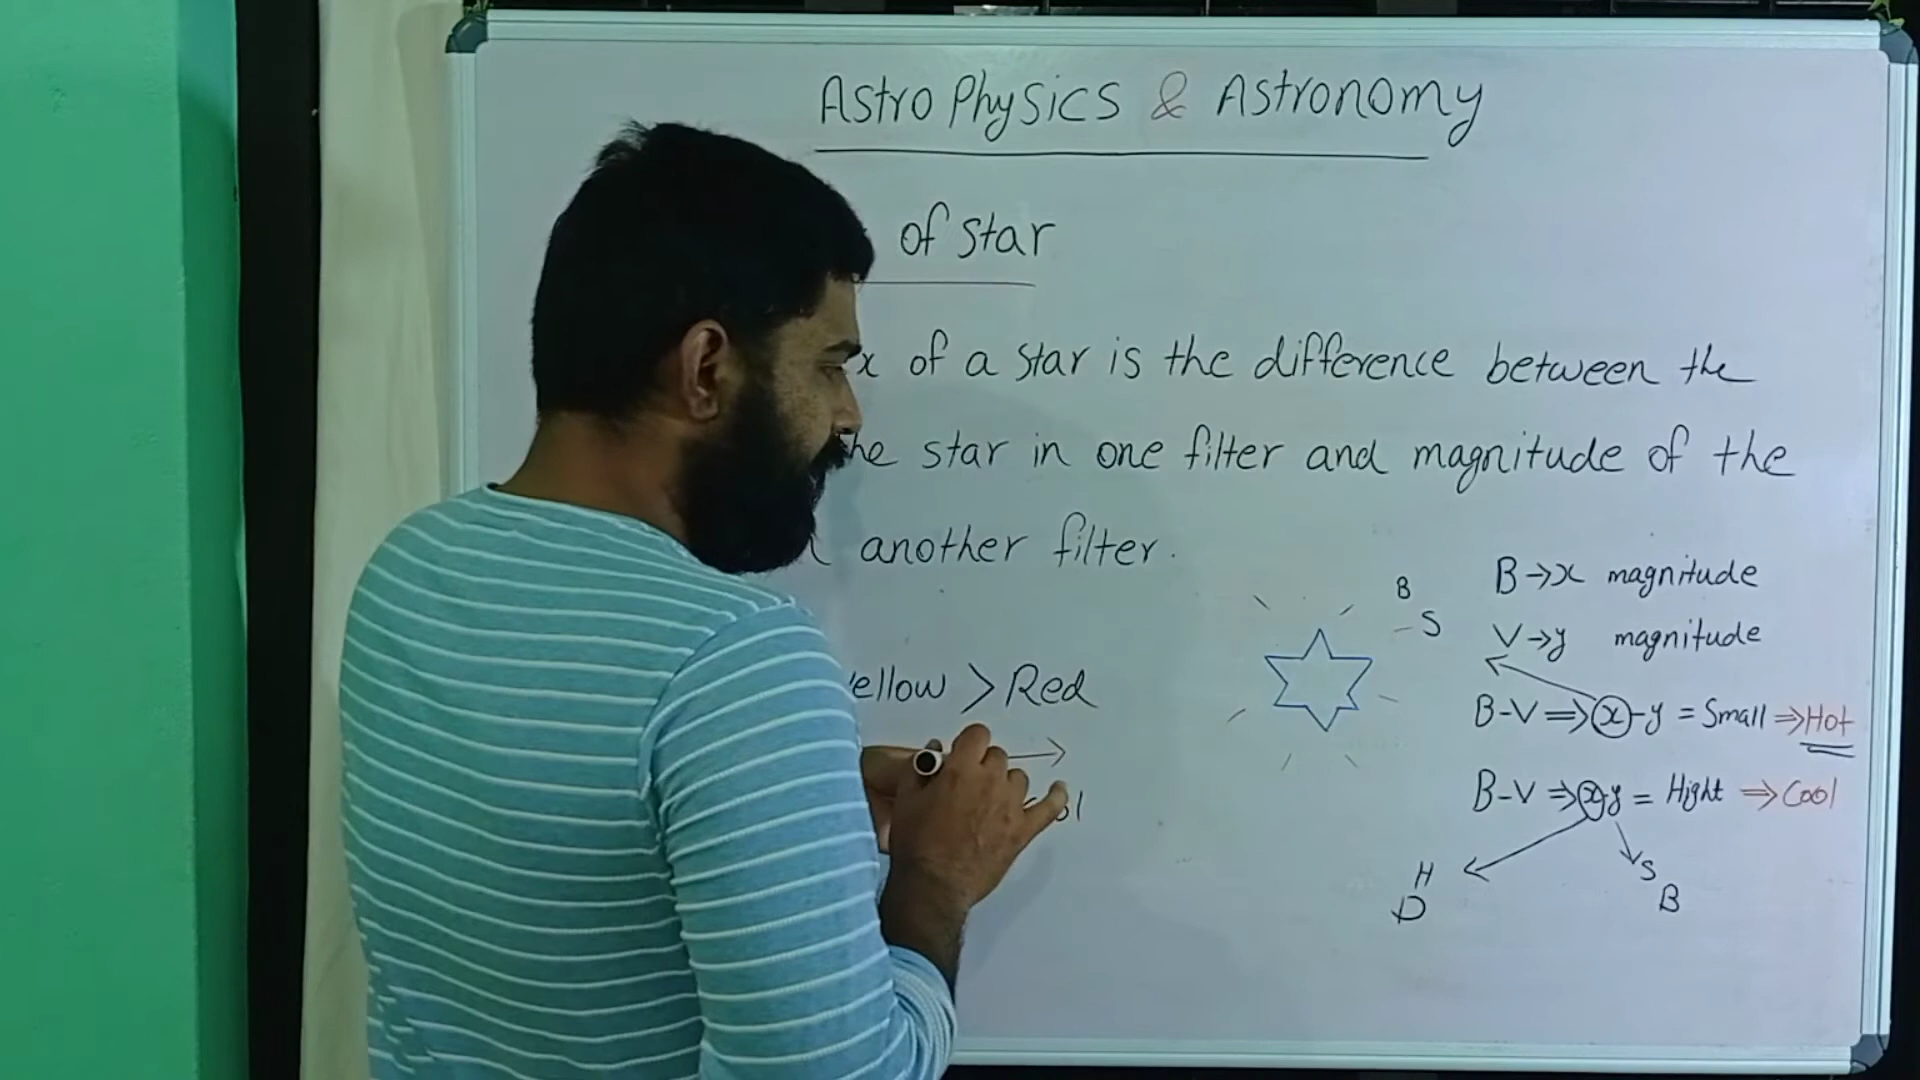 Astro Physics & Astronomy
of star
x of a star is the difference between the
he star in one filter and magnitude of the
another filter.
B
S
B→x magnitude
V→y magnitude
ellow > Red
B-V ⇒ x-y = Small ⇒ Hot
B-V ⇒ x-y = Hight ⇒ Cool
ol
H
D
S
B